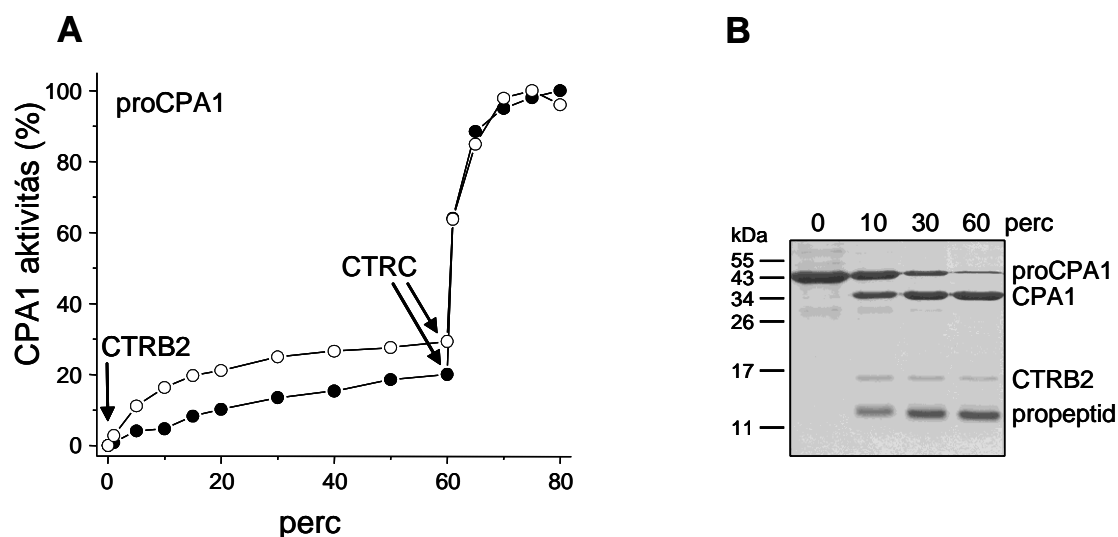 A
CPA1 aktivitás (%)
100
80
60
40
20
0
proCPA1
CTRC
CTRB2
0 20 40 60 80
perc
B
0 10 30 60 perc
kDa
55
43
34
26
17
11
proCPA1
CPA1
CTRB2
propeptid